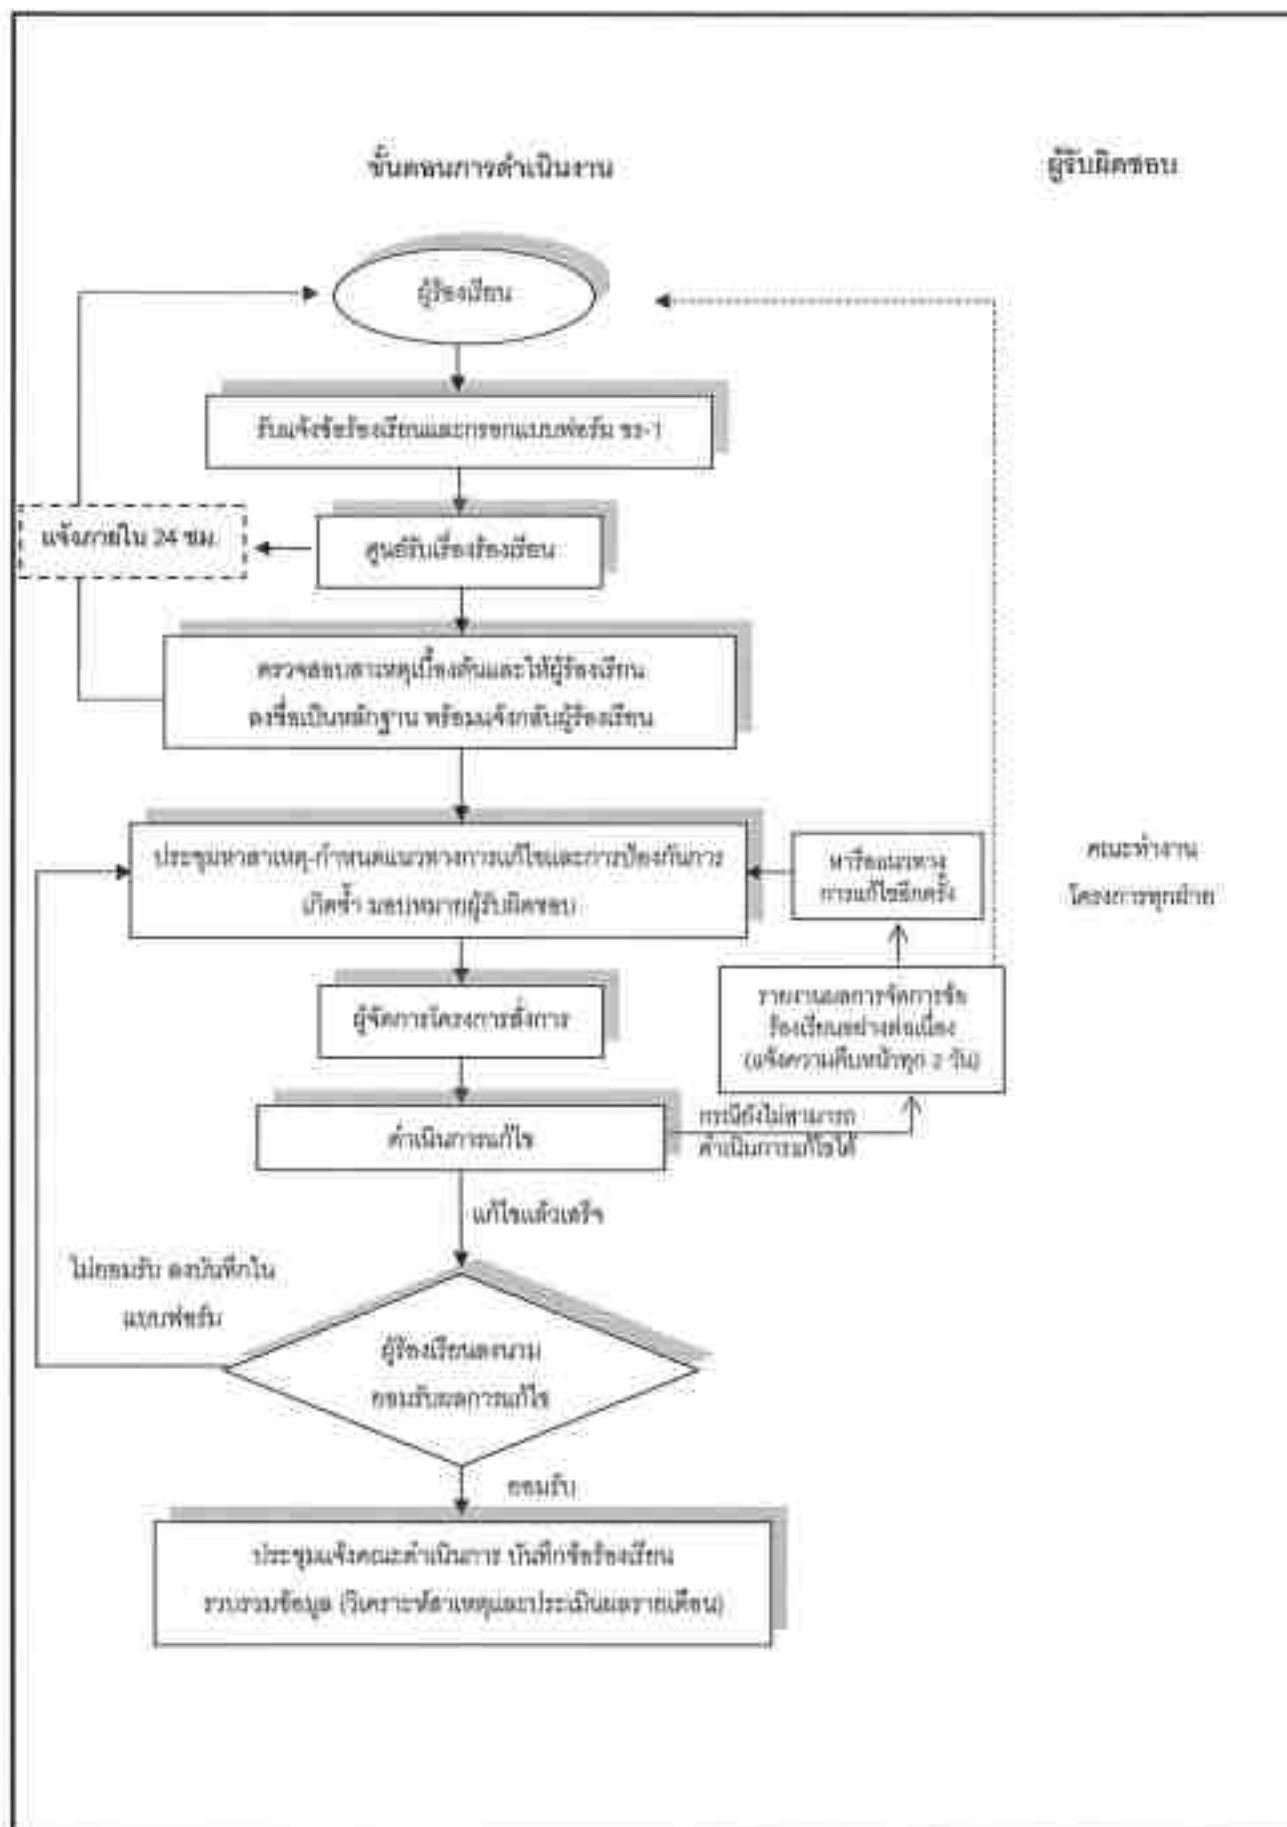 ขั้นตอนการดำเนินงาน
ผู้รับผิดชอบ
ผู้ร้องเรียน
รับแจ้งข้อร้องเรียนและกรอกแบบฟอร์ม ขร-1
แจ้งภายใน 24 ชม.
ศูนย์รับเรื่องร้องเรียน
ตรวจสอบสาเหตุเบื้องต้นและให้ผู้ร้องเรียน
ลงชื่อเป็นหลักฐาน พร้อมแจ้งกลับผู้ร้องเรียน
ประชุมหาสาเหตุ-กำหนดแนวทางการแก้ไขและการป้องกันการ
เกิดซ้ำ มอบหมายผู้รับผิดชอบ
หารือแนวทาง
การแก้ไขอีกครั้ง
คณะทำงาน
โครงการทุกฝ่าย
ผู้จัดการโครงการสั่งการ
รายงานผลการจัดการข้อ
ร้องเรียนอย่างต่อเนื่อง
(แจ้งความคืบหน้าทุก 2 วัน)
ดำเนินการแก้ไข
กรณียังไม่สามารถ
ดำเนินการแก้ไขได้
แก้ไขแล้วเสร็จ
ไม่ยอมรับ ลงบันทึกใน
แบบฟอร์ม
ผู้ร้องเรียนลงนาม
ยอมรับผลการแก้ไข
ยอมรับ
ประชุมแจ้งคณะดำเนินการ บันทึกข้อร้องเรียน
รวบรวมข้อมูล (วิเคราะห์สาเหตุและประเมินผลรายเดือน)